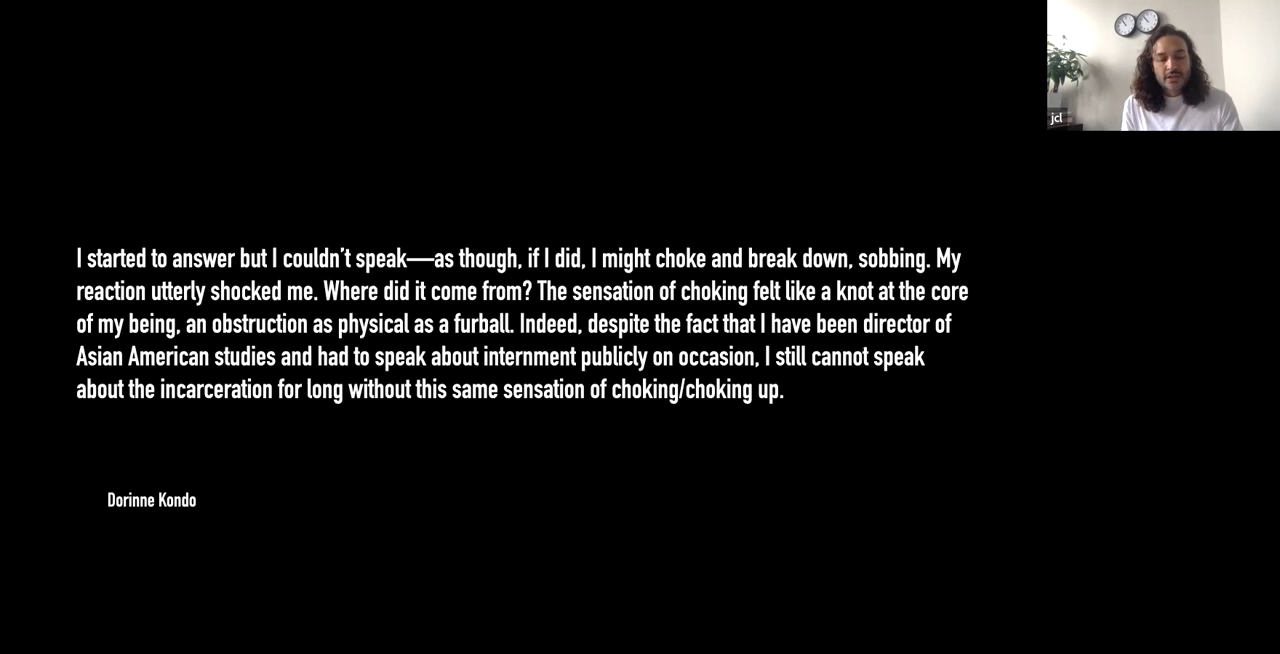 jcl
I started to answer but I couldn’t speak—as though, if I did, I might choke and break down, sobbing. My
reaction utterly shocked me. Where did it come from? The sensation of choking felt like a knot at the core
of my being, an obstruction as physical as a furball. Indeed, despite the fact that I have been director of
Asian American studies and had to speak about internment publicly on occasion, I still cannot speak
about the incarceration for long without this same sensation of choking/choking up.
Dorinne Kondo